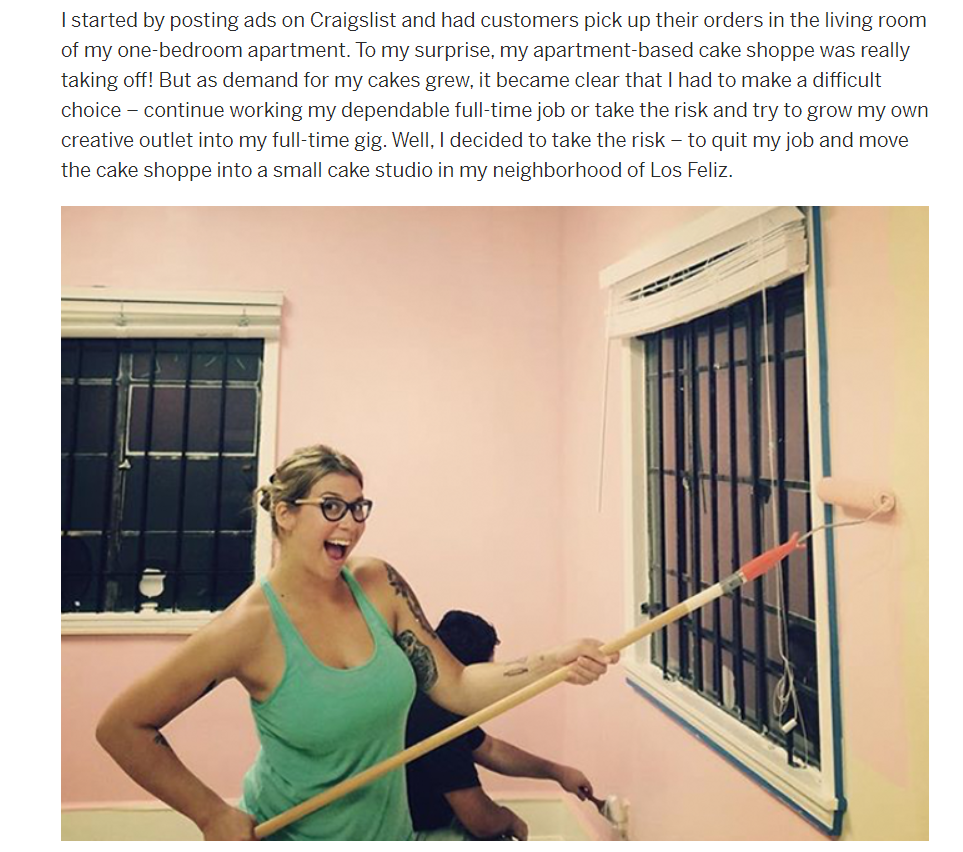 I started by posting ads on Craigslist and had customers pick up their orders in the living room
of my one-bedroom apartment. To my surprise, my apartment-based cake shoppe was really
taking off! But as demand for my cakes grew, it became clear that I had to make a difficult
choice – continue working my dependable full-time job or take the risk and try to grow my own
creative outlet into my full-time gig. Well, I decided to take the risk – to quit my job and move
the cake shoppe into a small cake studio in my neighborhood of Los Feliz.